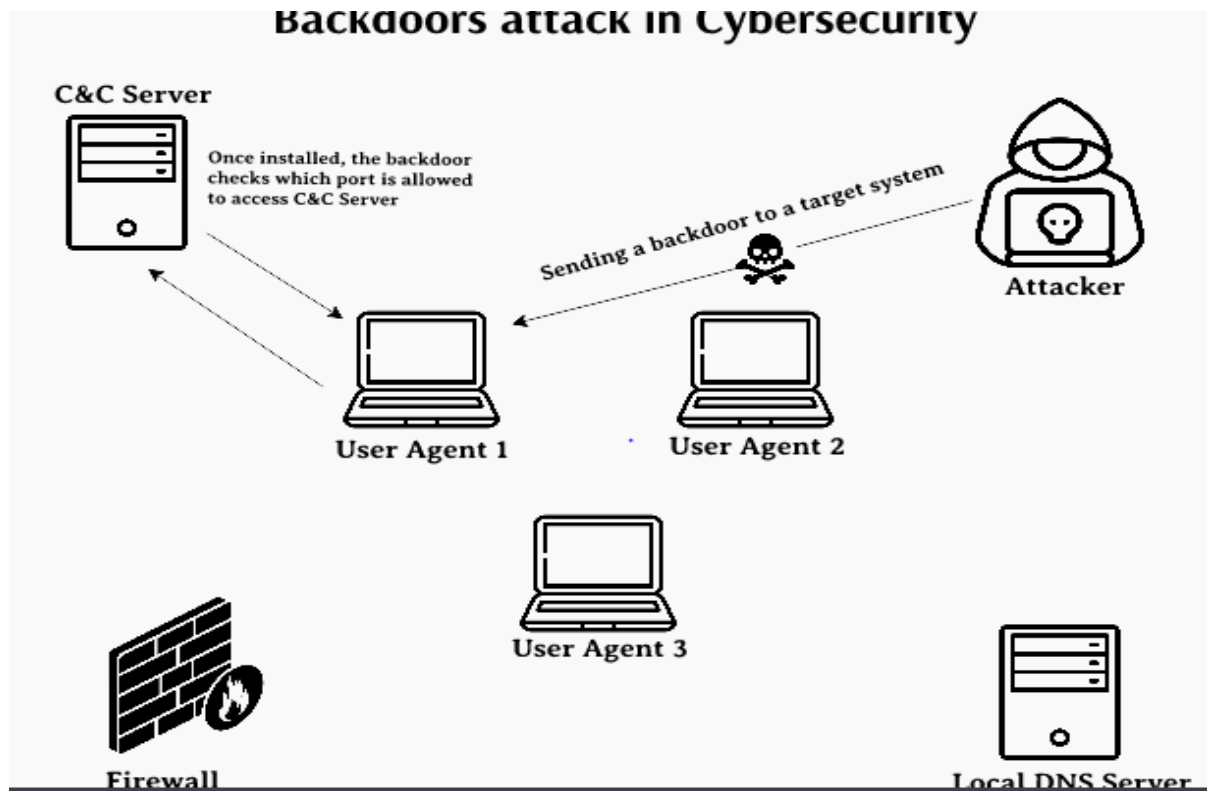 Backdoors attack in Cybersecurity
C&C Server
Once installed, the backdoor
checks which port is allowed
to access C&C Server
Sending a backdoor to a target system
Attacker
User Agent 1
User Agent 2
User Agent 3
Firewall
Local DNS Server